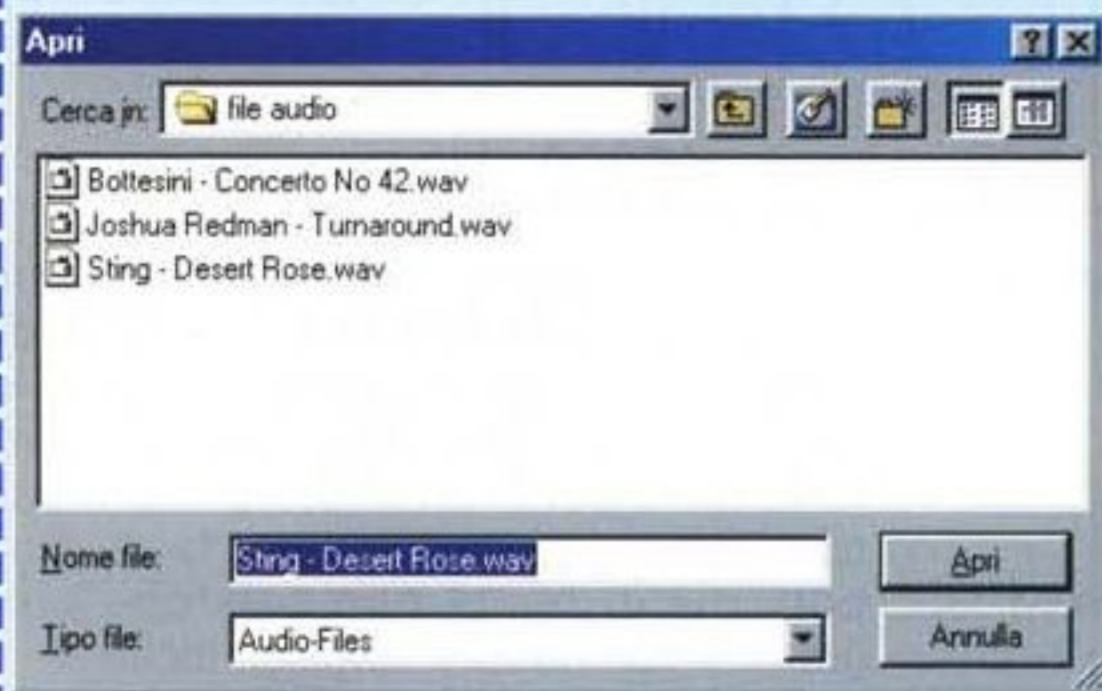 Apri
Cerca in: file audio
Bottesini - Concerto No 42.wav
Joshua Redman - Turnaround.wav
Sting - Desert Rose.wav
Nome file: Sting - Desert Rose.wav Apri
Tipo file: Audio-Files Annulla